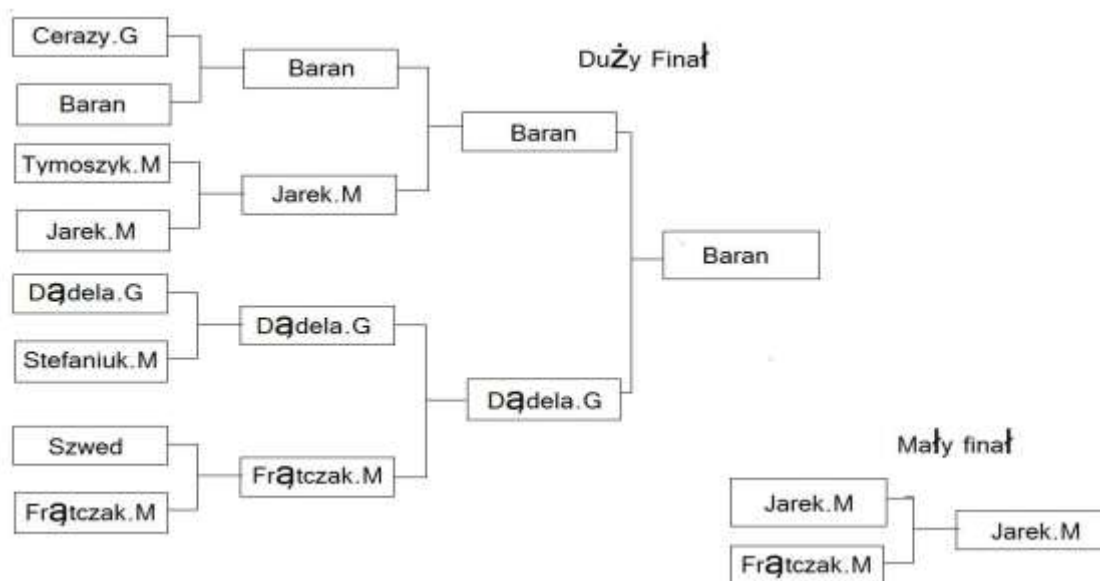 Cerazy.G
Baran
Baran
Duży Finał
Baran
Tymoszyk.M
Jarek.M
Jarek.M
Baran
Dądela.G
Dądela.G
Stefaniuk.M
Dądela.G
Szwed
Frątczak.M
Frątczak.M
Mały finał
Jarek.M
Jarek.M
Frątczak.M